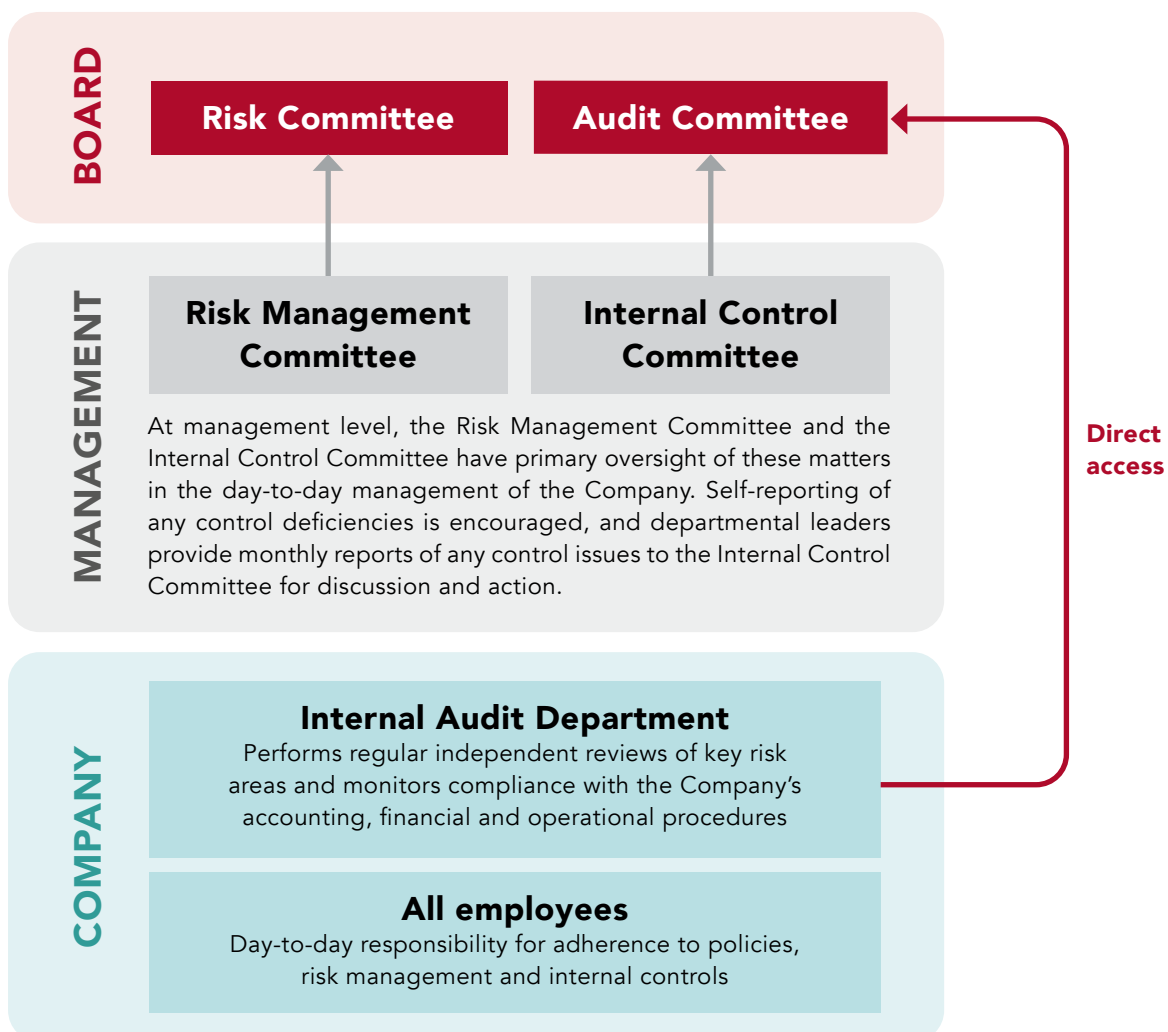 BOARD
Risk Committee
Audit Committee
MANAGEMENT
Risk Management
Committee
Internal Control
Committee
At management level, the Risk Management Committee and the
Internal Control Committee have primary oversight of these matters
in the day-to-day management of the Company. Self-reporting of
any control deficiencies is encouraged, and departmental leaders
provide monthly reports of any control issues to the Internal Control
Committee for discussion and action.
Direct
access
COMPANY
Internal Audit Department
Performs regular independent reviews of key risk
areas and monitors compliance with the Company’s
accounting, financial and operational procedures
All employees
Day-to-day responsibility for adherence to policies,
risk management and internal controls